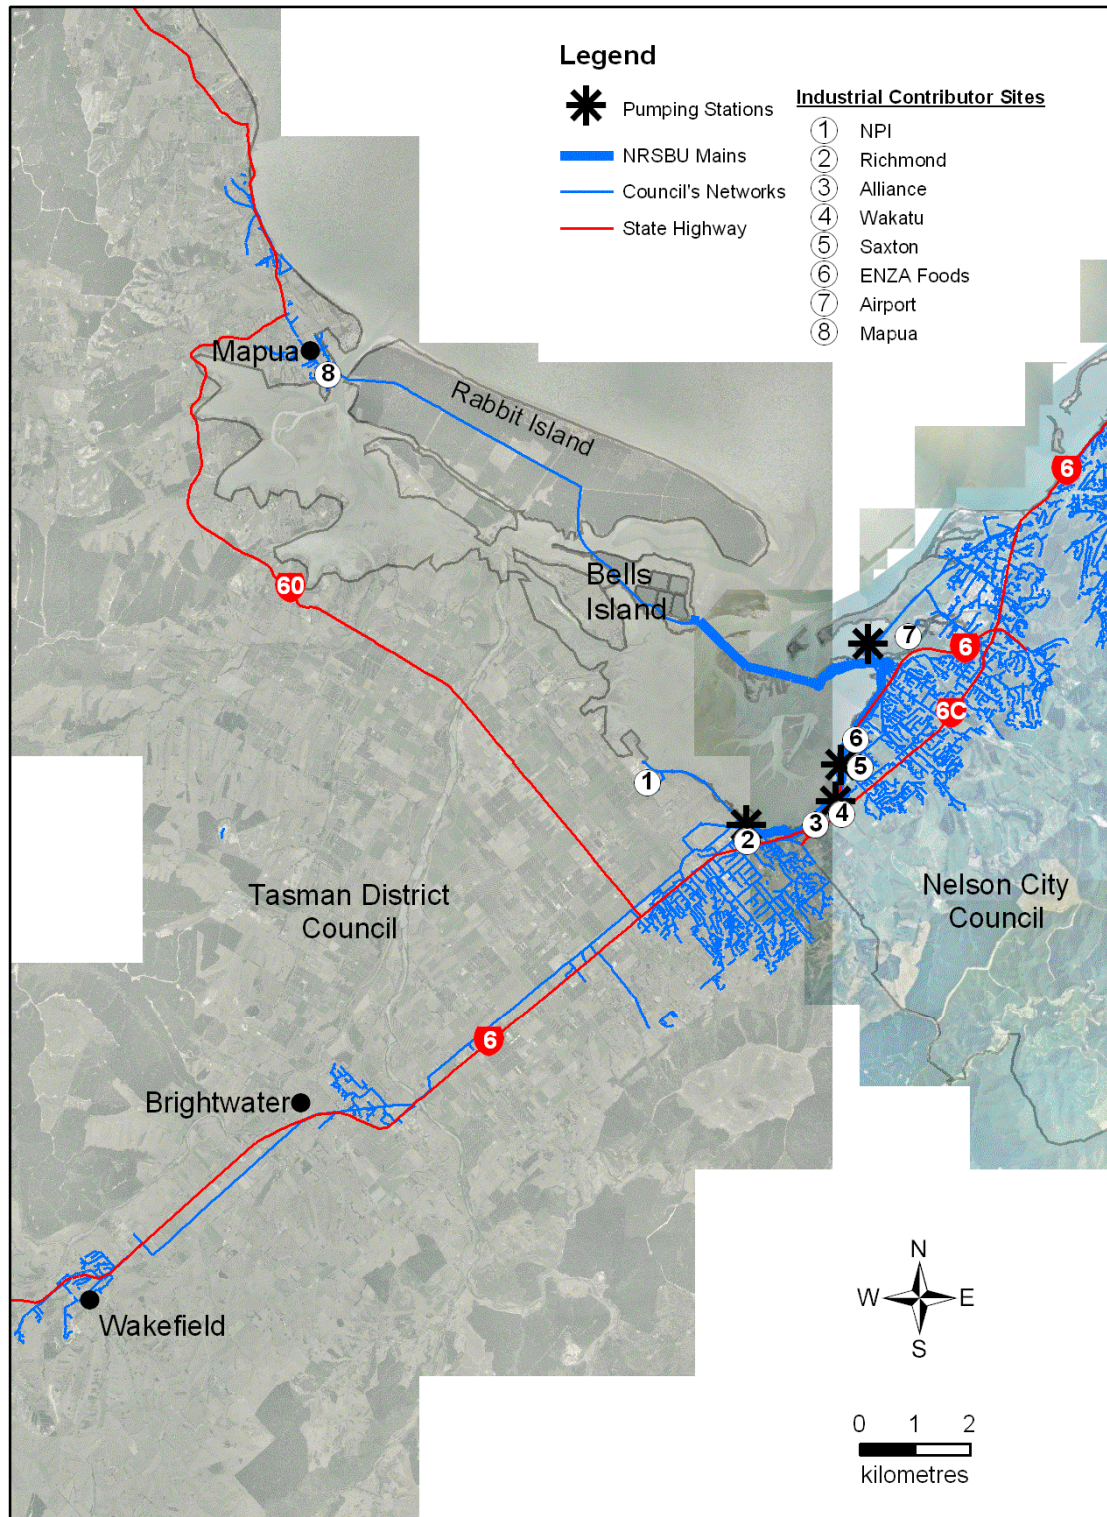 Legend
Pumping Stations
NRSBU Mains
Council's Networks
State Highway
Industrial Contributor Sites
1 NPI
2 Richmond
3 Alliance
4 Wakatu
5 Saxton
6 ENZA Foods
7 Airport
8 Mapua
Mapua
8
Rabbit Island
6
60
Bells
Island
7
6
6C
6
5
1
4
3
2
Tasman District
Council
Nelson City
Council
6
Brightwater
Wakefield
N
W
E
S
0 1 2
kilometres